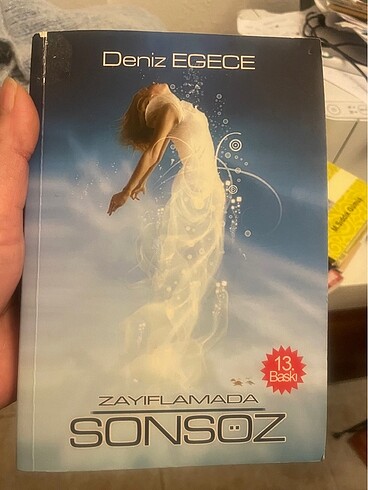 Deniz EGECE
13.
Baskı
ZAYIFLAMADA
SONSÖZ